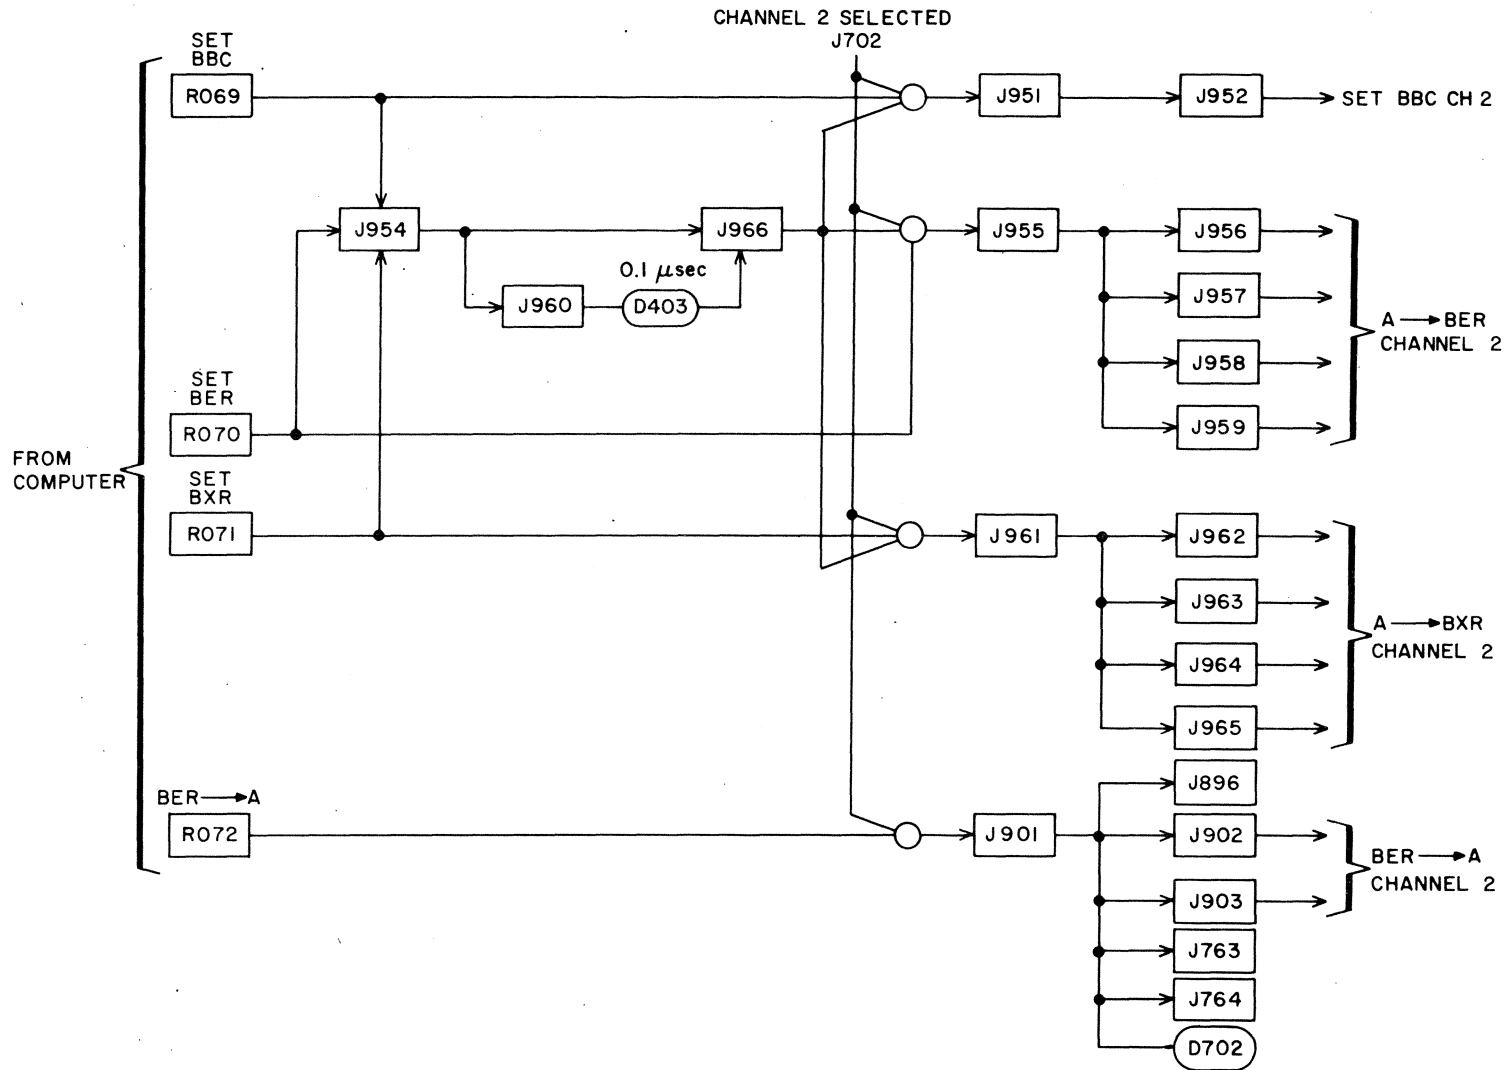 CHANNEL 2 SELECTED
J702
SET
BBC
R069
J951
J952
SET BBC CH 2
J954
J966
J955
J956
0.1 µsec
J960
D403
J957
A → BER
CHANNEL 2
J958
SET
BER
R070
J959
FROM
COMPUTER
SET
BXR
R071
J961
J962
J963
A → BXR
CHANNEL 2
J964
J965
BER → A
R072
J896
J901
J902
BER → A
CHANNEL 2
J903
J763
J764
D702